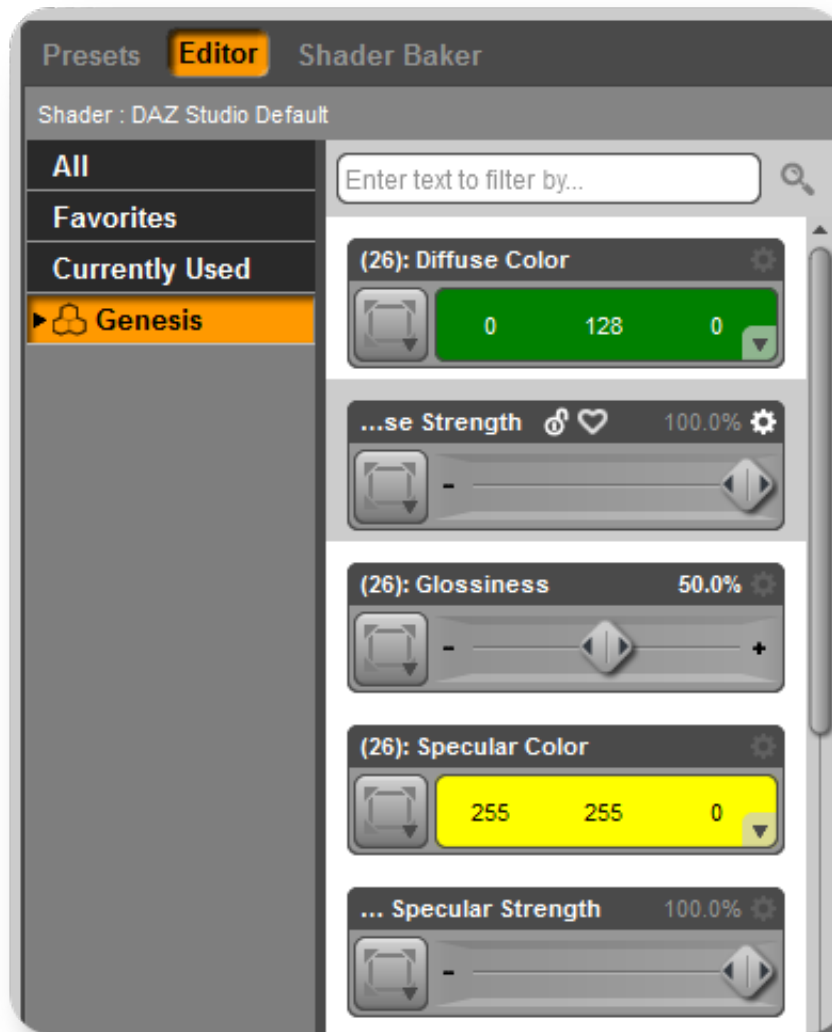 Presets Editor Shader Baker
Shader : DAZ Studio Default
All
Favorites
Currently Used
Genesis
Enter text to filter by...
(26): Diffuse Color
0 128 0
...se Strength 100.0%
-
(26): Glossiness 50.0%
- +
(26): Specular Color
255 255 0
... Specular Strength 100.0%
-